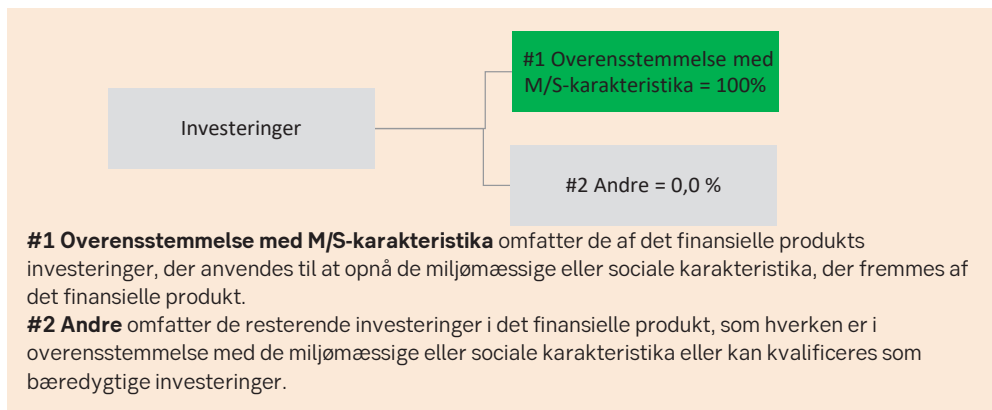 #1 Overensstemmelse med
M/S-karakteristika = 100%
Investeringer
#2 Andre = 0,0 %
#1 Overensstemmelse med M/S-karakteristika omfatter de af det finansielle produkts
investeringer, der anvendes til at opnå de miljømæssige eller sociale karakteristika, der fremmes af
det finansielle produkt.
#2 Andre omfatter de resterende investeringer i det finansielle produkt, som hverken er i
overensstemmelse med de miljømæssige eller sociale karakteristika eller kan kvalificeres som
bæredygtige investeringer.